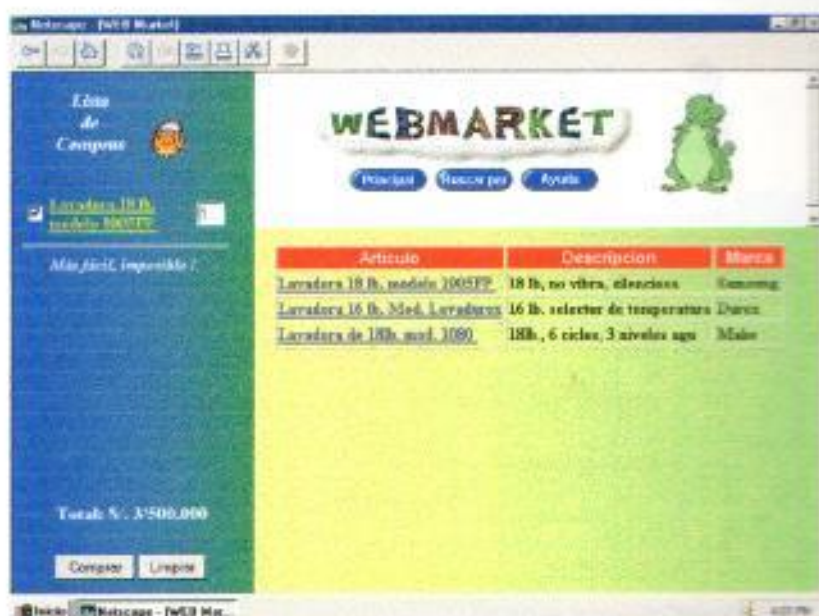 Netscape - [WEB Market]
Lista
de
Compras
Lavadora 18 lb.
modelo 1005FP
1
Más fácil, imposible !
Total: S/. 3'500.000
Comprar Limpiar
WEBMARKET
Principal Buscar por Ayuda
Articulo Descripcion Marca
Lavadora 18 lb. modelo 1005FP 18 lb, no vibra, silenciosa Samsung
Lavadora 16 lb. Mod. Lavadurex 16 lb. selector de temperatura Durex
Lavadora de 18lb. mod. 1080 18lb , 6 ciclos, 3 niveles agu Mabe
Inicio Netscape - [WEB Mar...